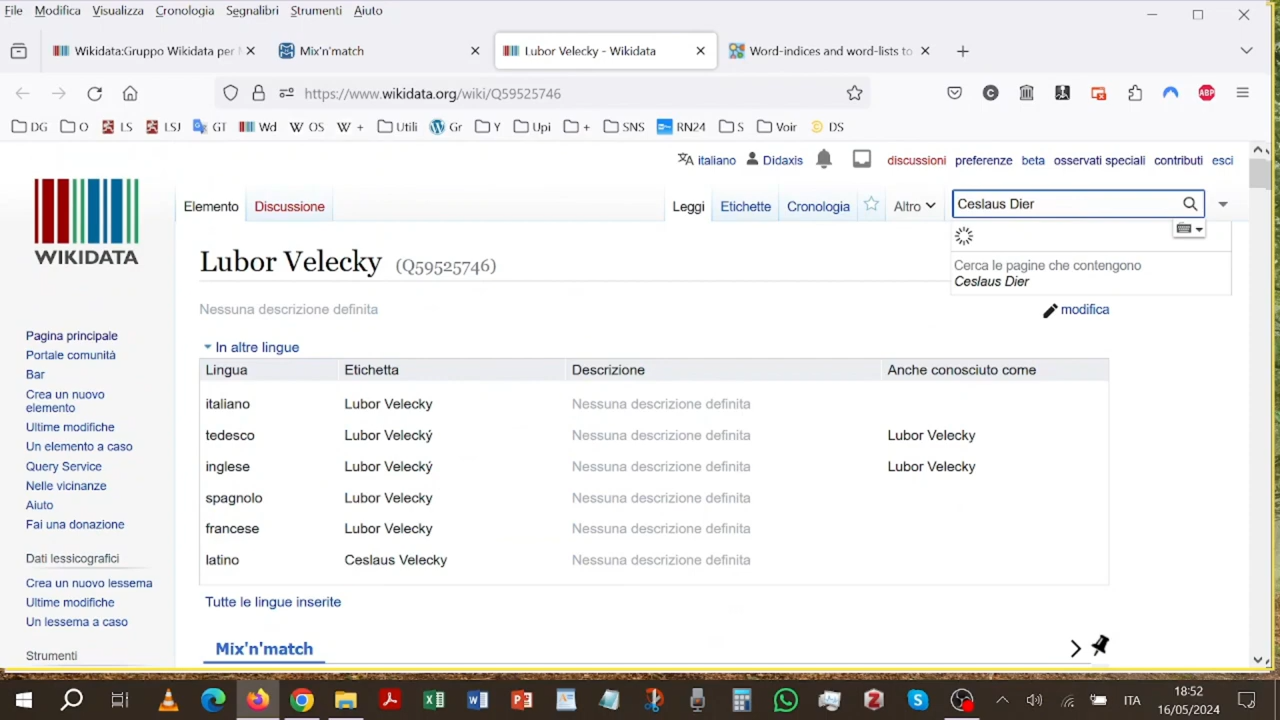 File Modifica Visualizza Cronologia Segnalibri Strumenti Aiuto
Wikidata:Gruppo Wikidata per Mix'n'match Lubor Velecky - Wikidata Word-indices and word-lists to
https://www.wikidata.org/wiki/Q59525746
DG O LS LSJ GT Wd OS + Utili Gr Y Upi + SNS RN24 S Voir DS
italiano Didaxis discussioni preferenze beta osservati speciali contributi esci
WIKIDATA
Elemento Discussione Leggi Etichette Cronologia Altro Ceslaus Dier
Cerca le pagine che contengono
Ceslaus Dier
Lubor Velecky (Q59525746)
Nessuna descrizione definita modifica
In altre lingue
Lingua Etichetta Descrizione Anche conosciuto come
italiano Lubor Velecky Nessuna descrizione definita
tedesco Lubor Velecký Nessuna descrizione definita Lubor Velecky
inglese Lubor Velecký Nessuna descrizione definita Lubor Velecky
spagnolo Lubor Velecky Nessuna descrizione definita
francese Lubor Velecky Nessuna descrizione definita
latino Ceslaus Velecky Nessuna descrizione definita
Tutte le lingue inserite
Mix'n'match
Pagina principale
Portale comunità
Bar
Crea un nuovo
elemento
Ultime modifiche
Un elemento a caso
Query Service
Nelle vicinanze
Aiuto
Fai una donazione
Dati lessicografici
Crea un nuovo lessema
Ultime modifiche
Un lessema a caso
Strumenti
ITA
18:52
16/05/2024